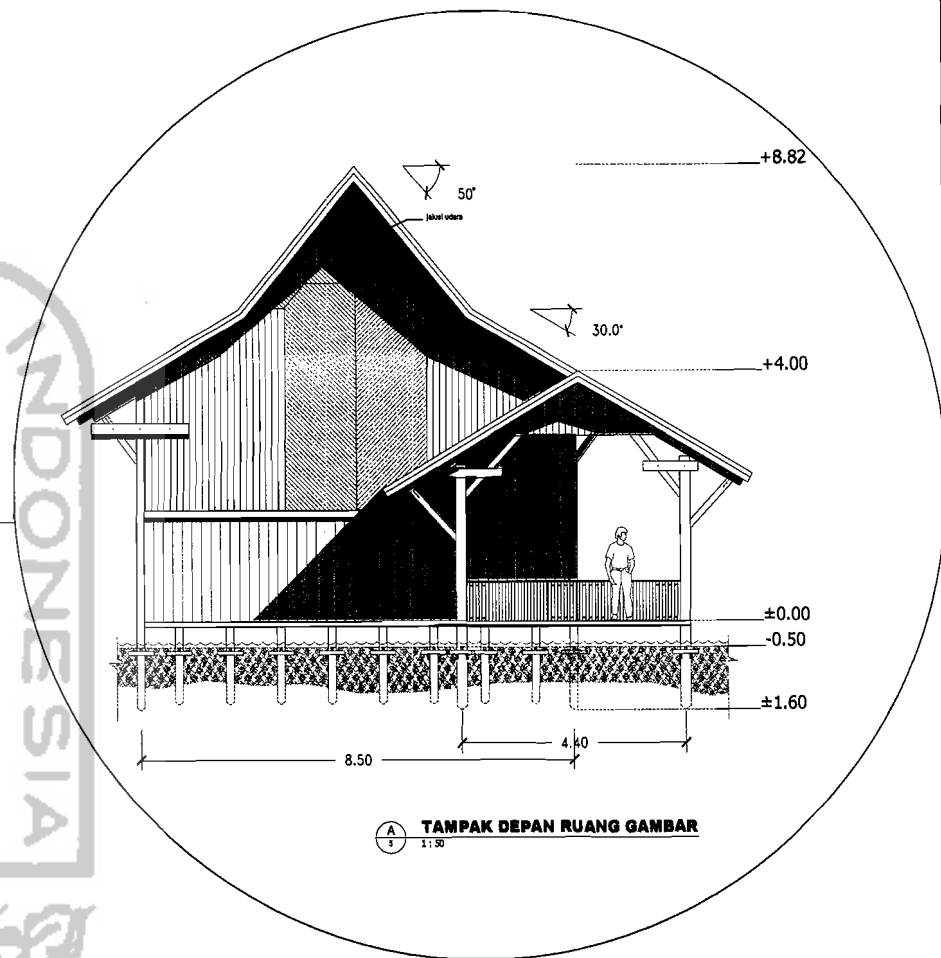 +8.82
50°
jalusi udara
30.0°
+4.00
±0.00
-0.50
±1.60
4.40
8.50
A
5
TAMPAK DEPAN RUANG GAMBAR
1 : 50
INDONESIA